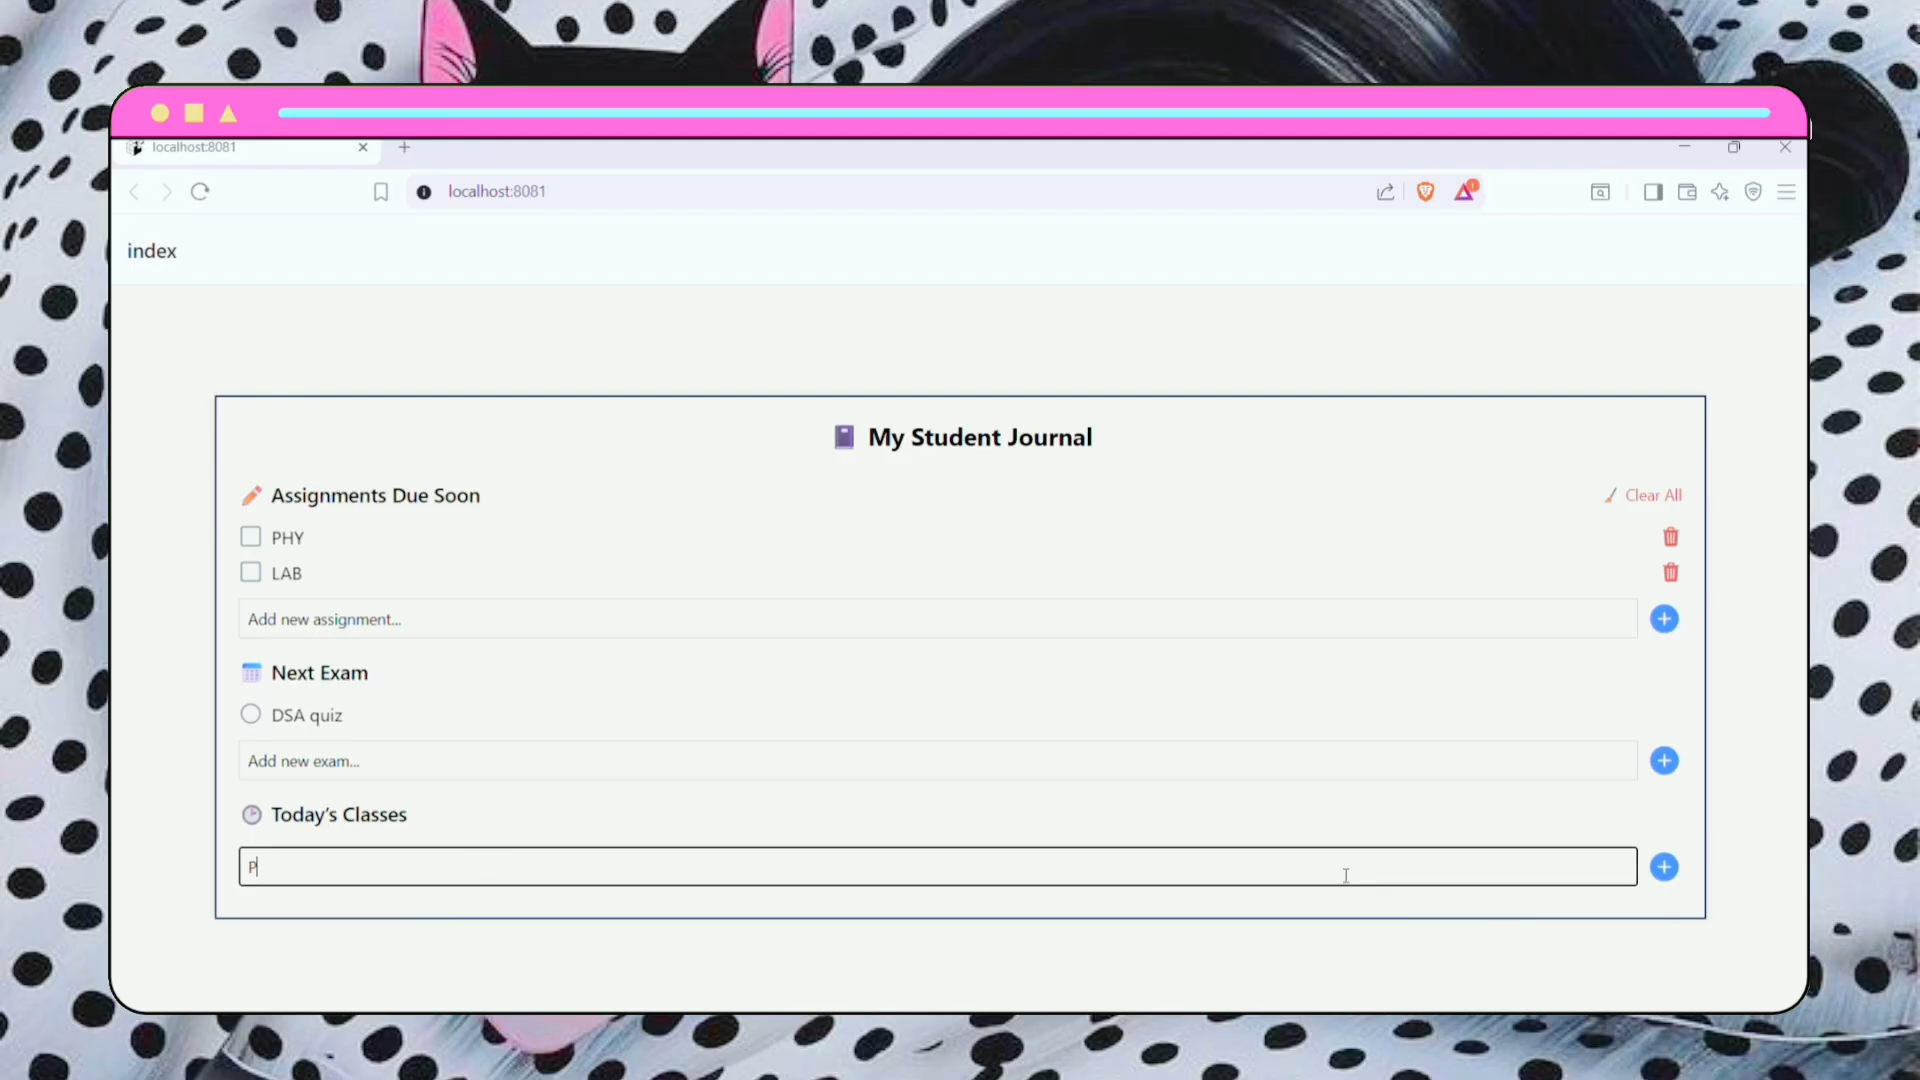 localhost:8081
localhost:8081
index
My Student Journal
Assignments Due Soon
Clear All
PHY
LAB
Add new assignment...
Next Exam
DSA quiz
Add new exam...
Today's Classes
P